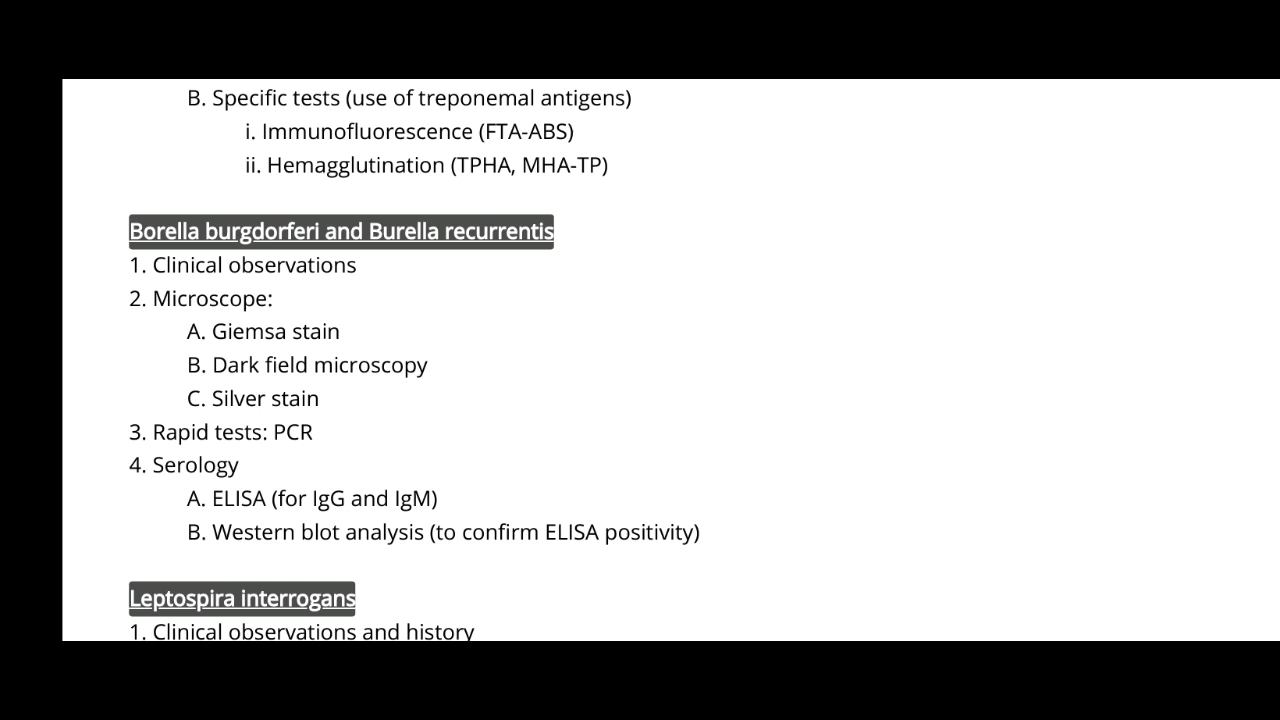 B. Specific tests (use of treponemal antigens)
i. Immunofluorescence (FTA-ABS)
ii. Hemagglutination (TPHA, MHA-TP)
Borella burgdorferi and Burella recurrentis
1. Clinical observations
2. Microscope:
A. Giemsa stain
B. Dark field microscopy
C. Silver stain
3. Rapid tests: PCR
4. Serology
A. ELISA (for IgG and IgM)
B. Western blot analysis (to confirm ELISA positivity)
Leptospira interrogans
1. Clinical observations and history